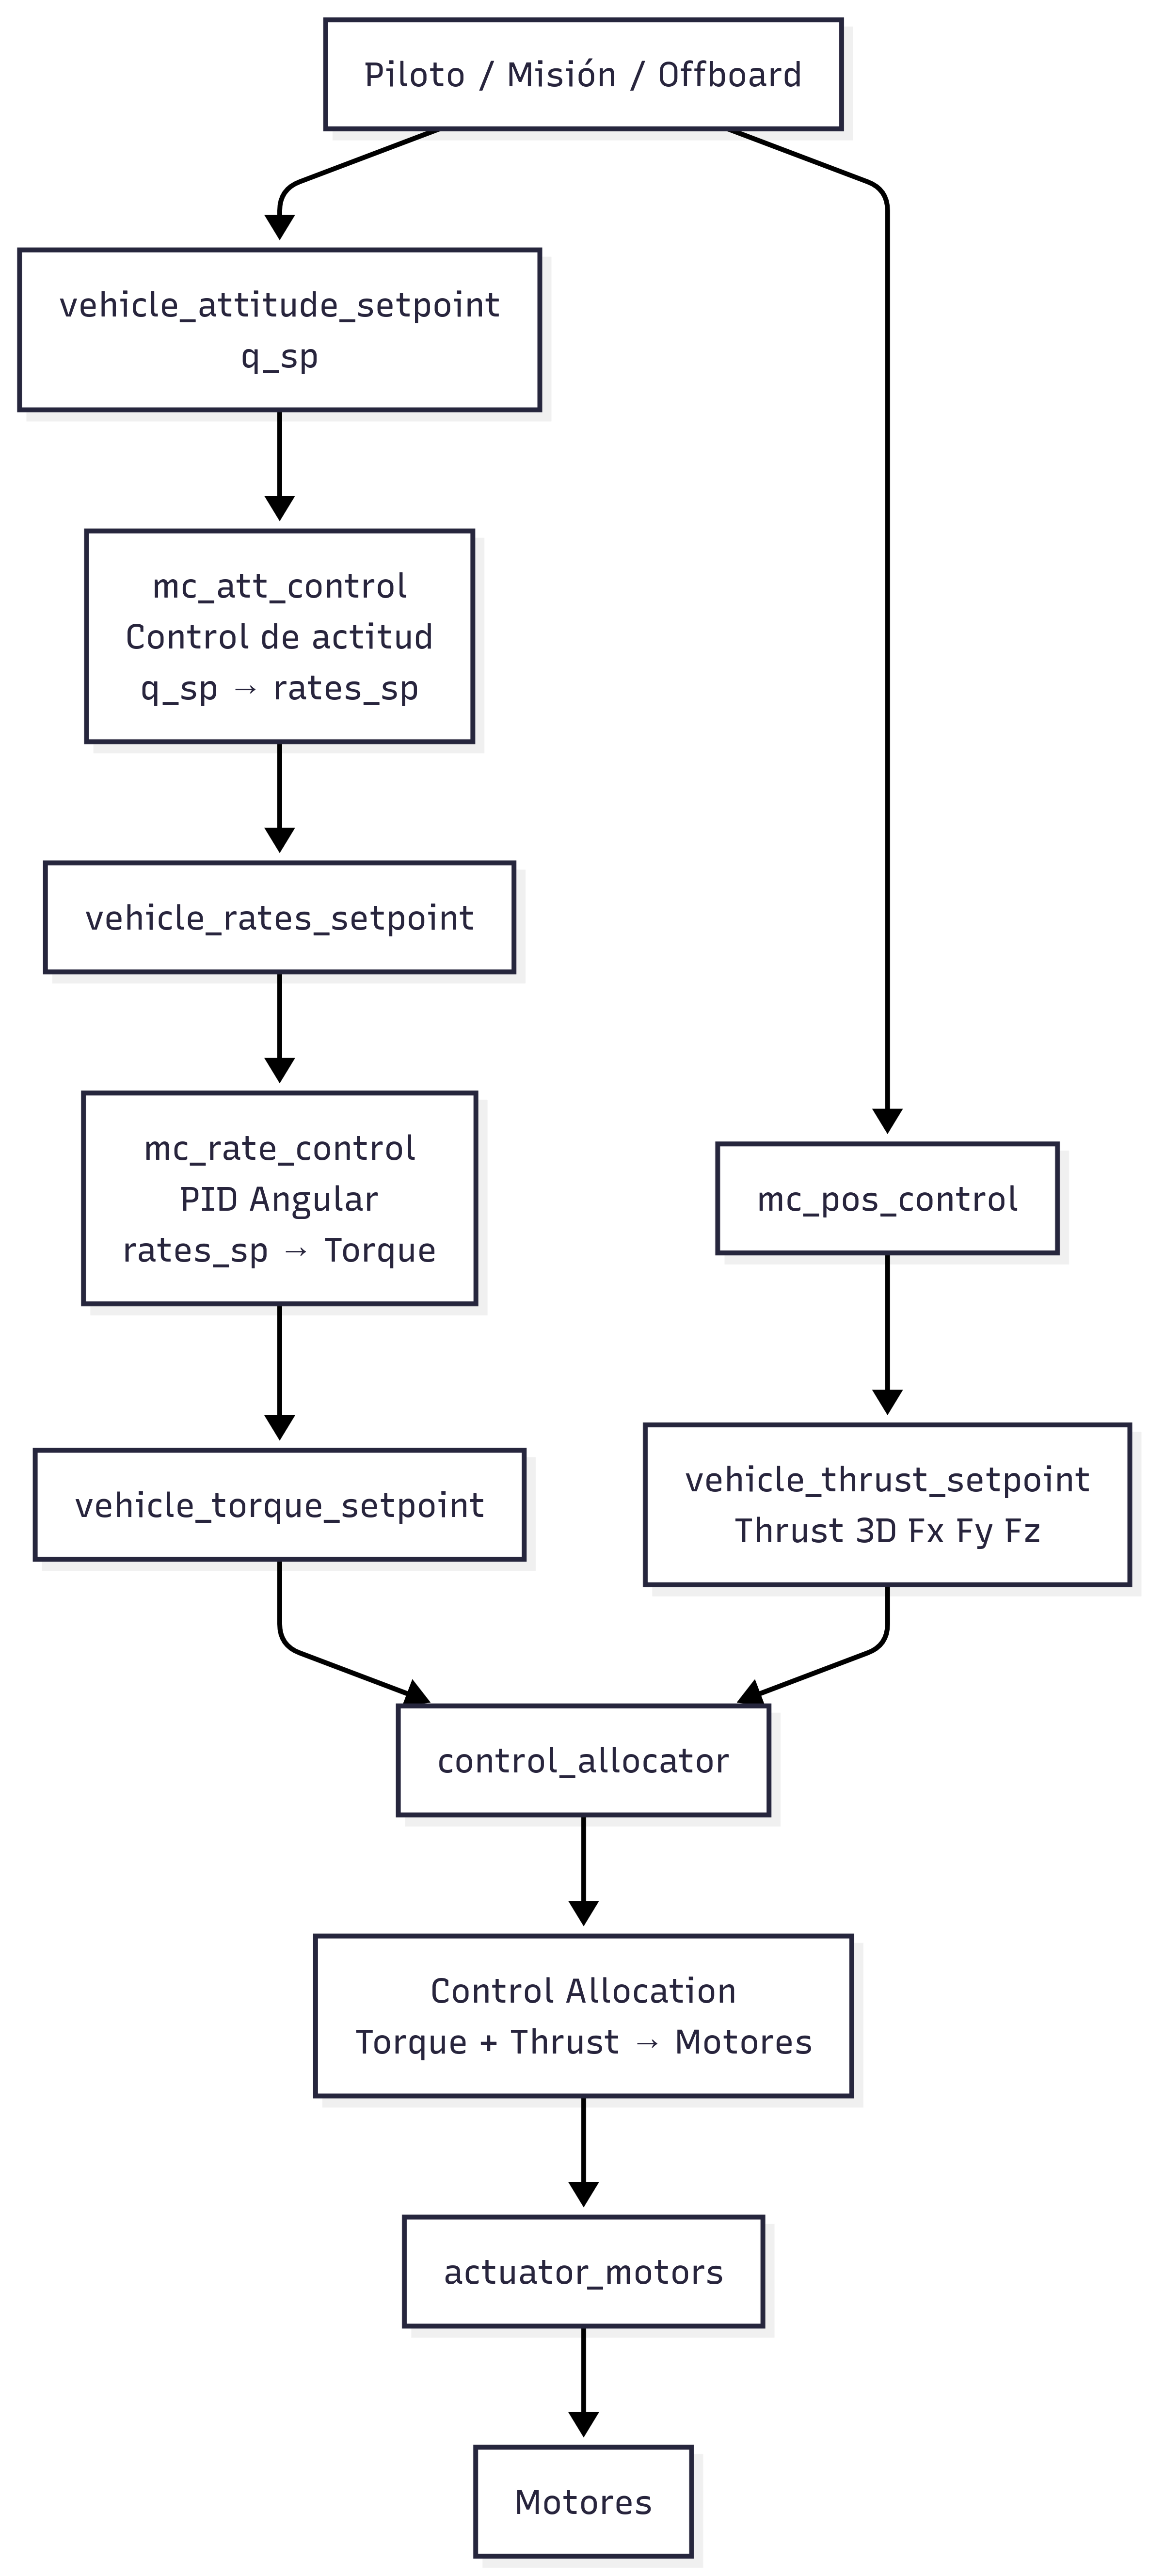 Piloto / Misión / Offboard
vehicle_attitude_setpoint
q_sp
mc_att_control
Control de actitud
q_sp → rates_sp
vehicle_rates_setpoint
mc_rate_control
PID Angular
rates_sp → Torque
mc_pos_control
vehicle_torque_setpoint
vehicle_thrust_setpoint
Thrust 3D Fx Fy Fz
control_allocator
Control Allocation
Torque + Thrust → Motores
actuator_motors
Motores